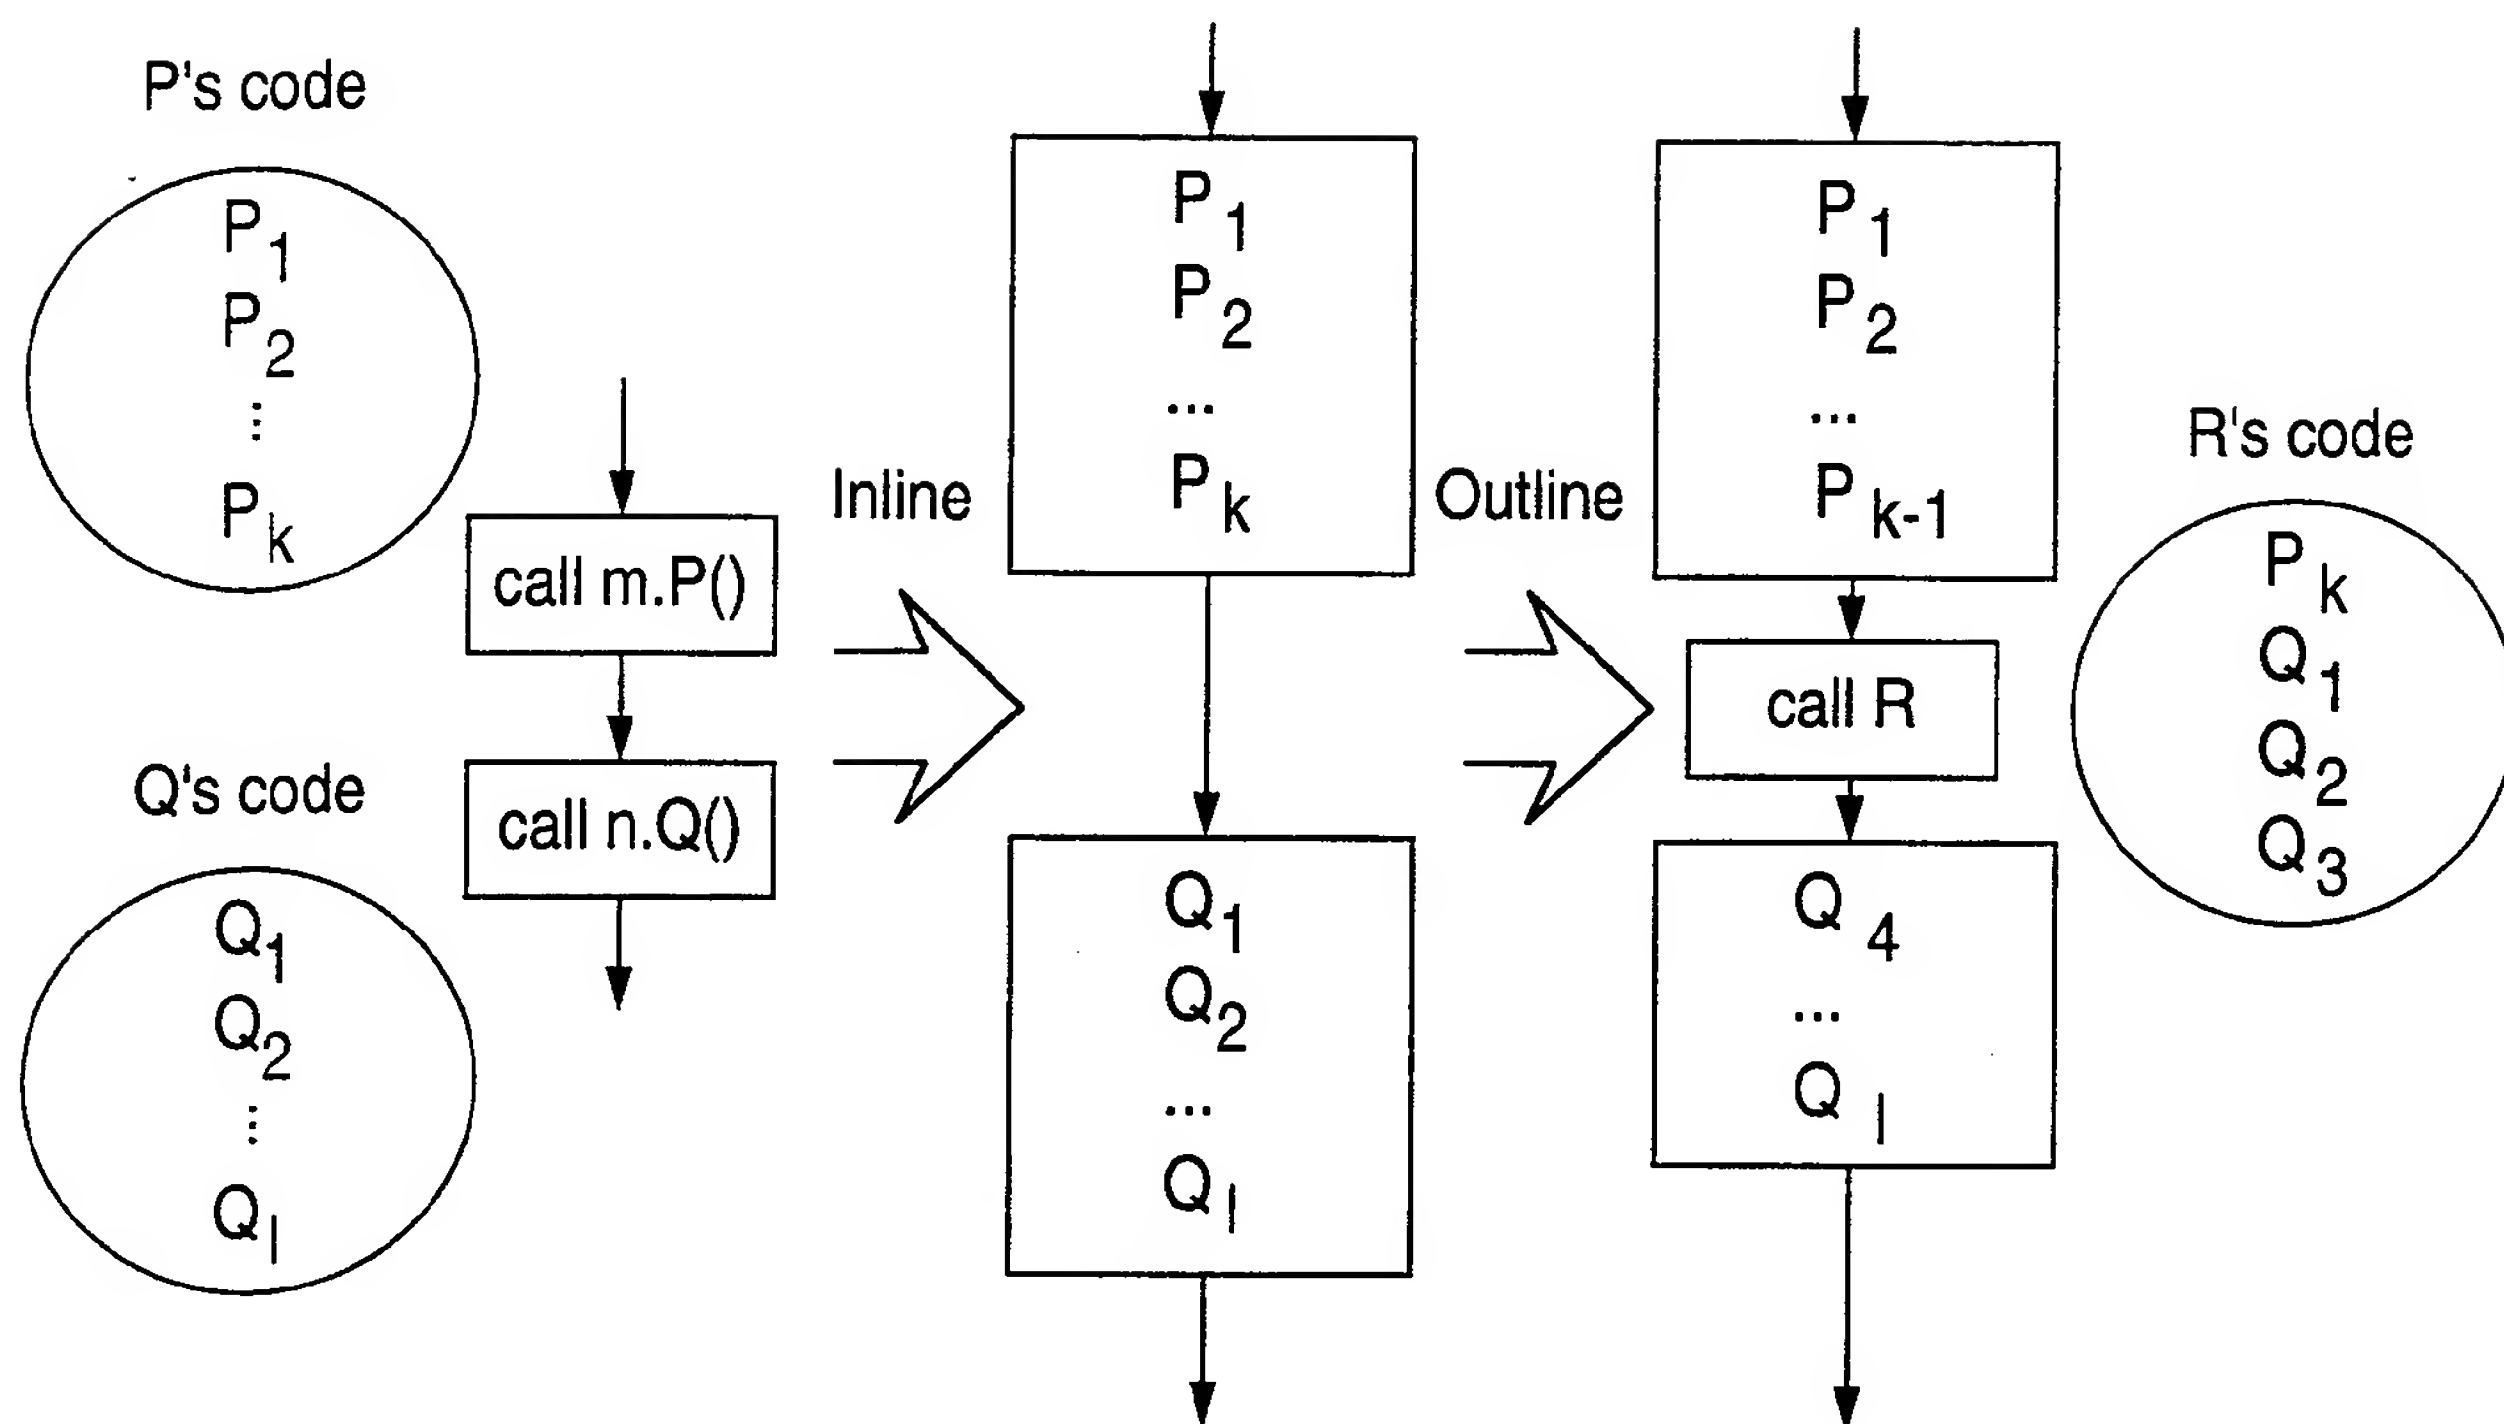 P's code
P1
P2
⋮
Pk
call m.P()
Q's code
call n.Q()
Q1
Q2
⋮
Ql
Inline
P1
P2
...
Pk
Q1
Q2
...
Ql
Outline
P1
P2
...
Pk-1
call R
Q4
...
Ql
R's code
Pk
Q1
Q2
Q3